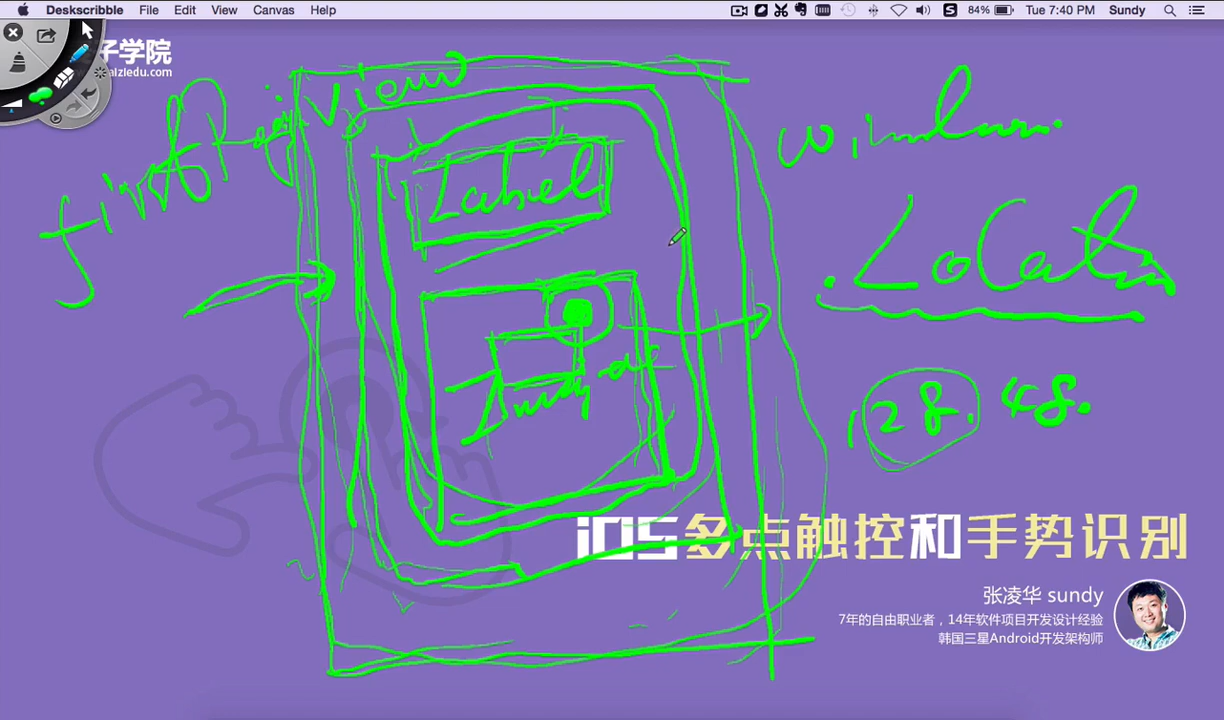 Deskscribble File Edit View Canvas Help 84% Tue 7:40 PM Sundy
子学院
aiziedu.com
View
Label
Location
128.48.
iOS多点触控和手势识别
张凌华 sundy
7年的自由职业者，14年软件项目开发设计经验
韩国三星Android开发架构师